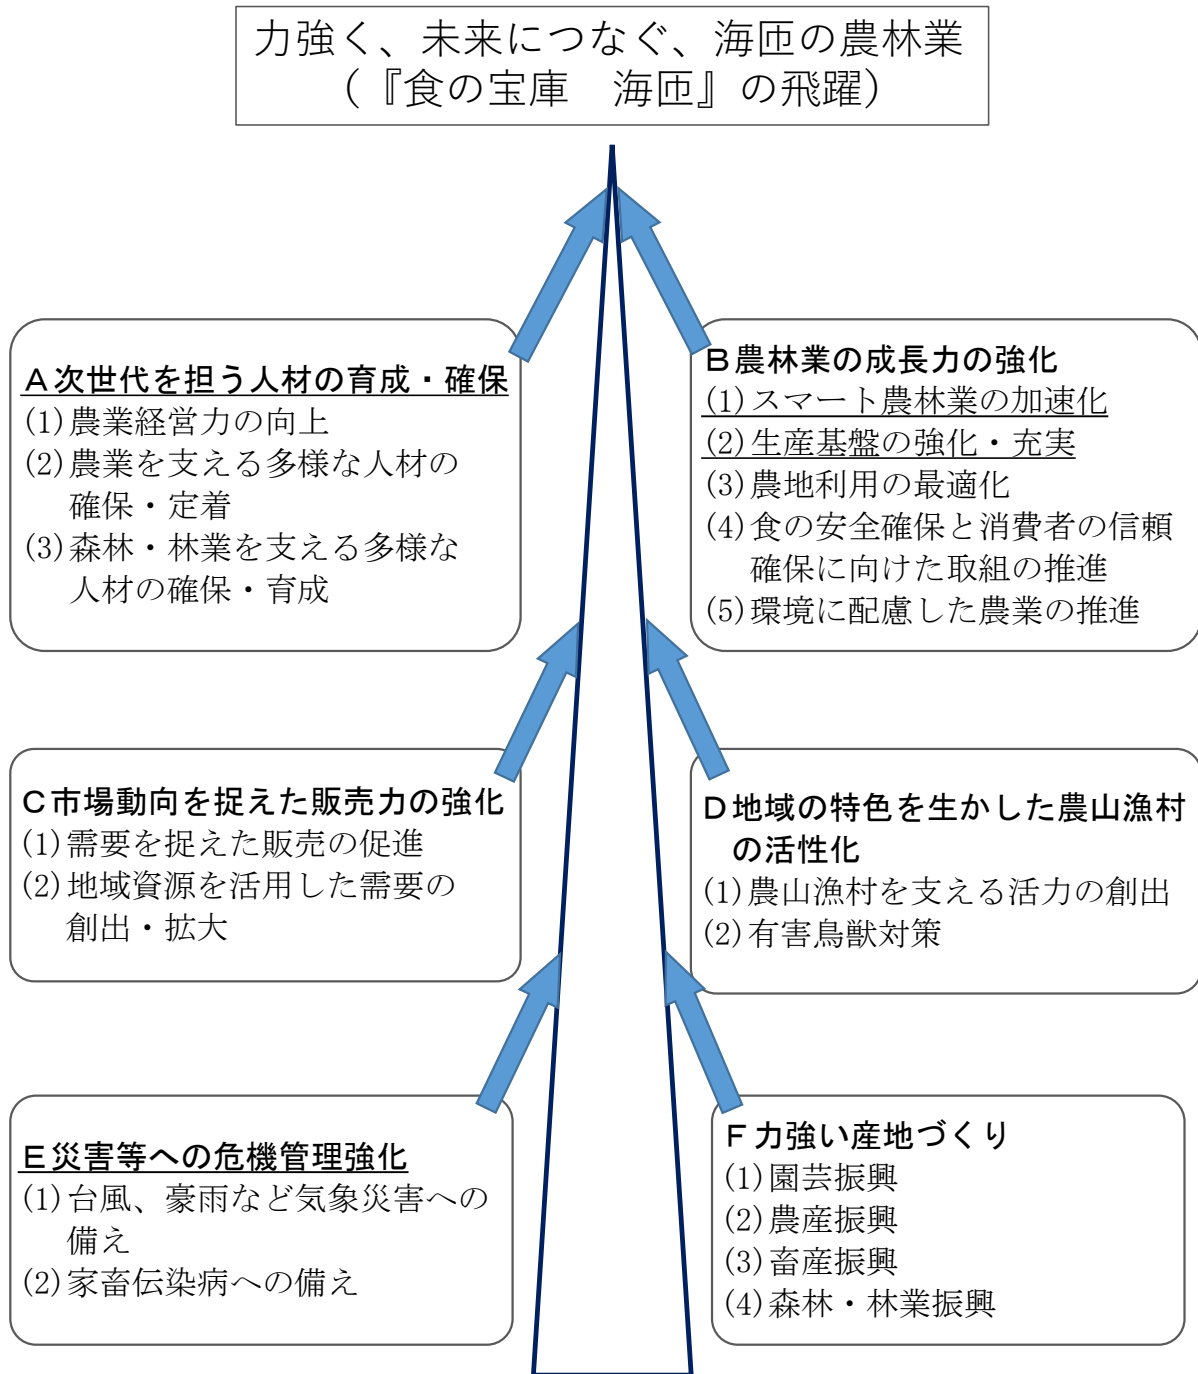 力強く、未来につなぐ、海匝の農林業
（『食の宝庫　海匝』の飛躍）
Ａ次世代を担う人材の育成・確保
(1)農業経営力の向上
(2)農業を支える多様な人材の
確保・定着
(3)森林・林業を支える多様な
人材の確保・育成
Ｂ農林業の成長力の強化
(1)スマート農林業の加速化
(2)生産基盤の強化・充実
(3)農地利用の最適化
(4)食の安全確保と消費者の信頼
確保に向けた取組の推進
(5)環境に配慮した農業の推進
Ｃ市場動向を捉えた販売力の強化
(1)需要を捉えた販売の促進
(2)地域資源を活用した需要の
創出・拡大
Ｄ地域の特色を生かした農山漁村
の活性化
(1)農山漁村を支える活力の創出
(2)有害鳥獣対策
Ｅ災害等への危機管理強化
(1)台風、豪雨など気象災害への
備え
(2)家畜伝染病への備え
Ｆ力強い産地づくり
(1)園芸振興
(2)農産振興
(3)畜産振興
(4)森林・林業振興